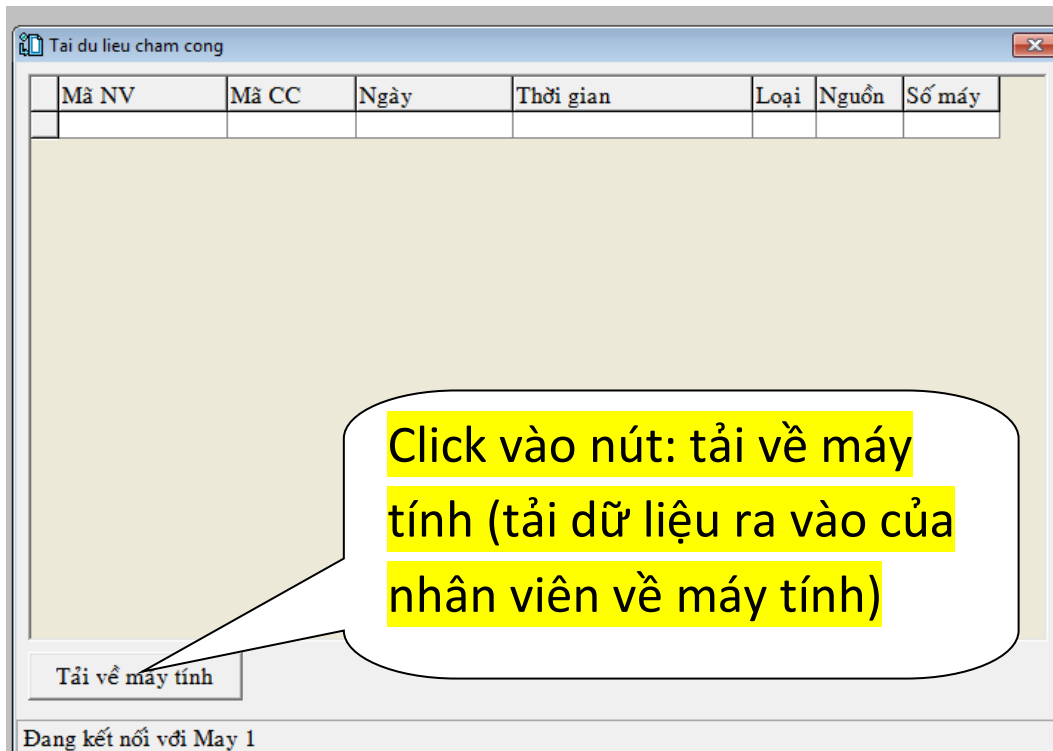 Tai du lieu cham cong
Mã NV Mã CC Ngày Thời gian Loại Nguồn Số máy
Click vào nút: tải về máy
tính (tải dữ liệu ra vào của
nhân viên về máy tính)
Tải về máy tính
Đang kết nối với May 1